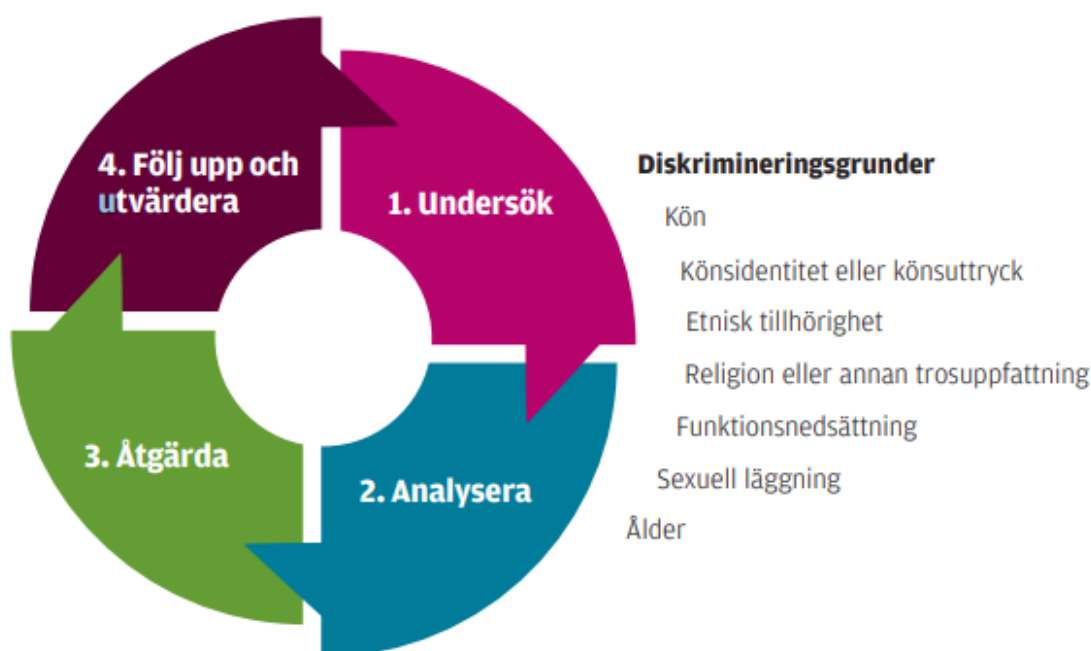 4. Följ upp och
utvärdera
1. Undersök
3. Åtgärda
2. Analysera
Diskrimineringsgrunder
Kön
Könsidentitet eller könsuttryck
Etnisk tillhörighet
Religion eller annan trosuppfattning
Funktionsnedsättning
Sexuell läggning
Ålder